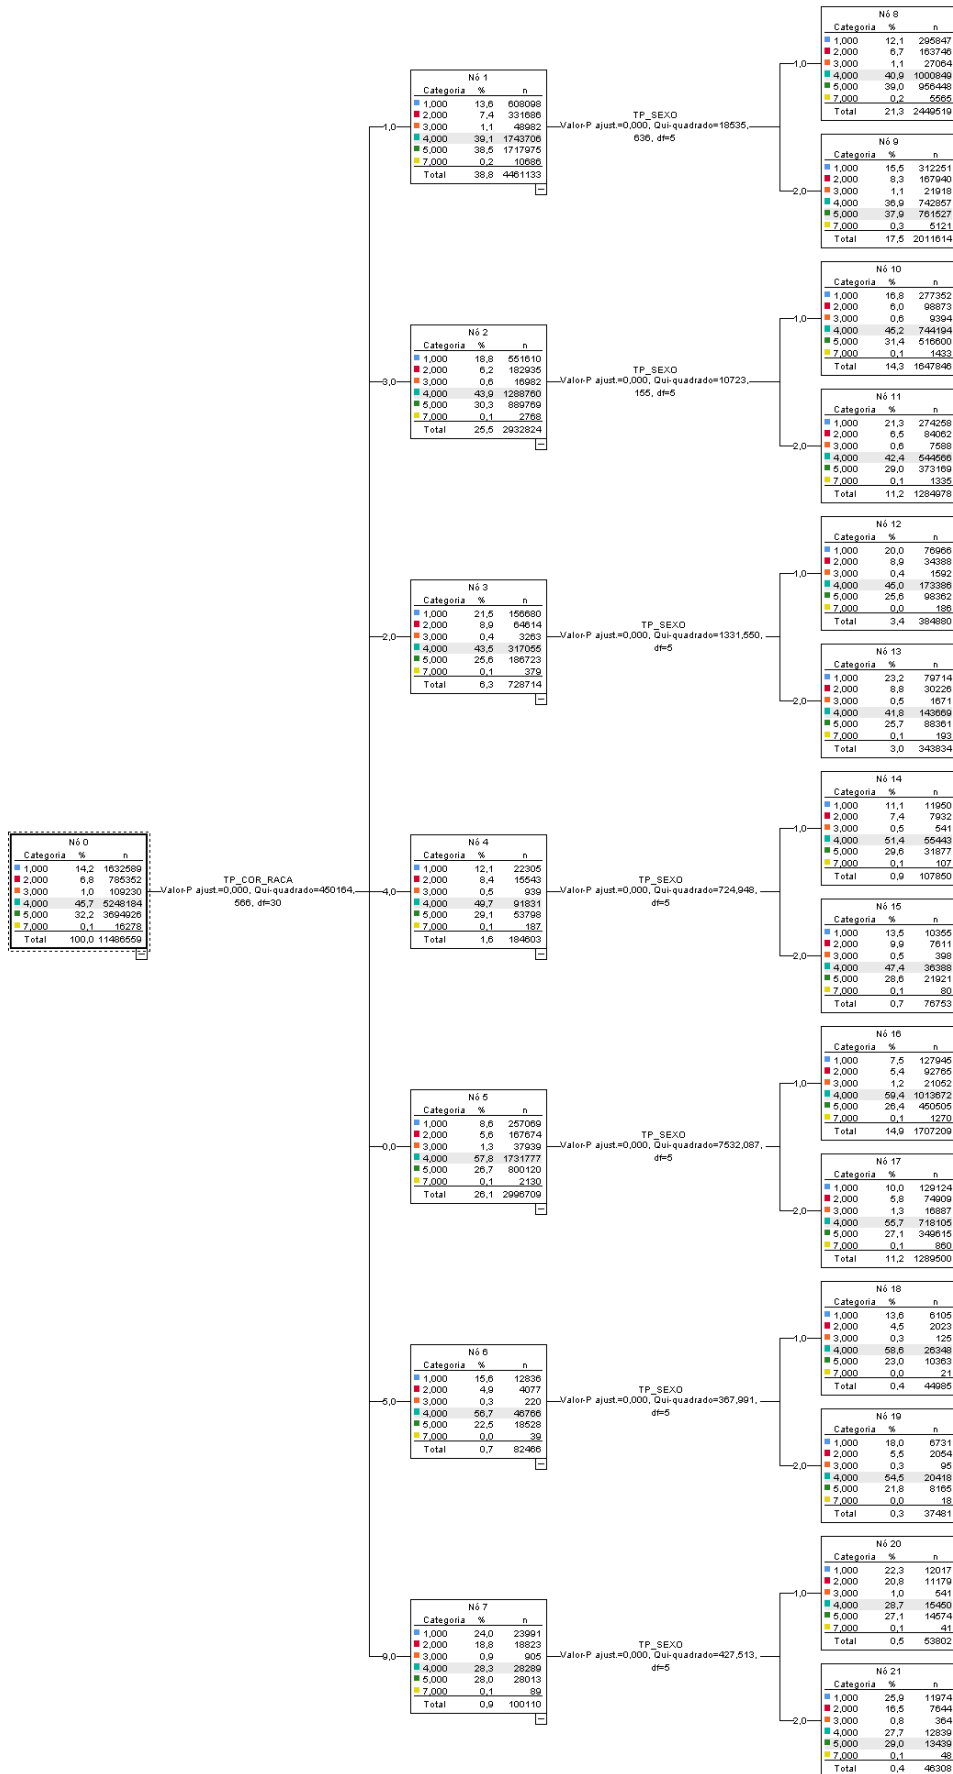 Nó 0
Categoria % n
1,000 14,2 1632589
2,000 6,8 785352
3,000 1,0 109230
4,000 45,7 5248184
5,000 32,2 3694926
7,000 0,1 16278
Total 100,0 11486559
TP_COR_RACA
Valor-P ajust.=0,000, Qui-quadrado=450164,
566, df=30
1,0
Nó 1
Categoria % n
1,000 13,6 608098
2,000 7,4 331686
3,000 1,1 48982
4,000 39,1 1743706
5,000 38,5 1717975
7,000 0,2 10686
Total 38,8 4461133
TP_SEXO
Valor-P ajust.=0,000, Qui-quadrado=18535,
636, df=5
1,0
Nó 8
Categoria % n
1,000 12,1 295847
2,000 6,7 163746
3,000 1,1 27064
4,000 40,9 1000849
5,000 39,0 956448
7,000 0,2 5565
Total 21,3 2449519
2,0
Nó 9
Categoria % n
1,000 15,5 312251
2,000 8,3 167940
3,000 1,1 21918
4,000 36,9 742857
5,000 37,9 761527
7,000 0,3 5121
Total 17,5 2011614
3,0
Nó 2
Categoria % n
1,000 18,8 551610
2,000 6,2 182935
3,000 0,6 16982
4,000 43,9 1288760
5,000 30,3 889769
7,000 0,1 2768
Total 25,5 2932824
TP_SEXO
Valor-P ajust.=0,000, Qui-quadrado=10723,
155, df=5
1,0
Nó 10
Categoria % n
1,000 16,8 277352
2,000 6,0 98873
3,000 0,6 9394
4,000 45,2 744194
5,000 31,4 516600
7,000 0,1 1433
Total 14,3 1647846
2,0
Nó 11
Categoria % n
1,000 21,3 274258
2,000 6,5 84062
3,000 0,6 7588
4,000 42,4 544566
5,000 29,0 373169
7,000 0,1 1335
Total 11,2 1284978
2,0
Nó 3
Categoria % n
1,000 21,5 156680
2,000 8,9 64614
3,000 0,4 3263
4,000 43,5 317055
5,000 25,6 186723
7,000 0,1 379
Total 6,3 728714
TP_SEXO
Valor-P ajust.=0,000, Qui-quadrado=1331,550,
df=5
1,0
Nó 12
Categoria % n
1,000 20,0 76966
2,000 8,9 34388
3,000 0,4 1592
4,000 45,0 173386
5,000 25,6 98362
7,000 0,0 186
Total 3,4 384880
2,0
Nó 13
Categoria % n
1,000 23,2 79714
2,000 8,8 30226
3,000 0,5 1671
4,000 41,8 143669
5,000 25,7 88361
7,000 0,1 193
Total 3,0 343834
4,0
Nó 4
Categoria % n
1,000 12,1 22305
2,000 8,4 15543
3,000 0,5 939
4,000 49,7 91831
5,000 29,1 53798
7,000 0,1 187
Total 1,6 184603
TP_SEXO
Valor-P ajust.=0,000, Qui-quadrado=724,948,
df=5
1,0
Nó 14
Categoria % n
1,000 11,1 11950
2,000 7,4 7932
3,000 0,5 541
4,000 51,4 55443
5,000 29,6 31877
7,000 0,1 107
Total 0,9 107850
2,0
Nó 15
Categoria % n
1,000 13,5 10355
2,000 9,9 7611
3,000 0,5 398
4,000 47,4 36388
5,000 28,6 21921
7,000 0,1 80
Total 0,7 76753
0,0
Nó 5
Categoria % n
1,000 8,6 257069
2,000 5,6 167674
3,000 1,3 37939
4,000 57,8 1731777
5,000 26,7 800120
7,000 0,1 2130
Total 26,1 2996709
TP_SEXO
Valor-P ajust.=0,000, Qui-quadrado=7532,087,
df=5
1,0
Nó 16
Categoria % n
1,000 7,5 127945
2,000 5,4 92765
3,000 1,2 21052
4,000 59,4 1013672
5,000 26,4 450505
7,000 0,1 1270
Total 14,9 1707209
2,0
Nó 17
Categoria % n
1,000 10,0 129124
2,000 5,8 74909
3,000 1,3 16887
4,000 55,7 718105
5,000 27,1 349615
7,000 0,1 860
Total 11,2 1289500
5,0
Nó 6
Categoria % n
1,000 15,6 12836
2,000 4,9 4077
3,000 0,3 220
4,000 56,7 46766
5,000 22,5 18528
7,000 0,0 39
Total 0,7 82466
TP_SEXO
Valor-P ajust.=0,000, Qui-quadrado=367,991,
df=5
1,0
Nó 18
Categoria % n
1,000 13,6 6105
2,000 4,5 2023
3,000 0,3 125
4,000 58,6 26348
5,000 23,0 10363
7,000 0,0 21
Total 0,4 44985
2,0
Nó 19
Categoria % n
1,000 18,0 6731
2,000 5,5 2054
3,000 0,3 95
4,000 54,5 20418
5,000 21,8 8165
7,000 0,0 18
Total 0,3 37481
9,0
Nó 7
Categoria % n
1,000 24,0 23991
2,000 18,8 18823
3,000 0,9 905
4,000 28,3 28289
5,000 28,0 28013
7,000 0,1 89
Total 0,9 100110
TP_SEXO
Valor-P ajust.=0,000, Qui-quadrado=427,513,
df=5
1,0
Nó 20
Categoria % n
1,000 22,3 12017
2,000 20,8 11179
3,000 1,0 541
4,000 28,7 15450
5,000 27,1 14574
7,000 0,1 41
Total 0,5 53802
2,0
Nó 21
Categoria % n
1,000 25,9 11974
2,000 16,5 7644
3,000 0,8 364
4,000 27,7 12839
5,000 29,0 13439
7,000 0,1 48
Total 0,4 46308